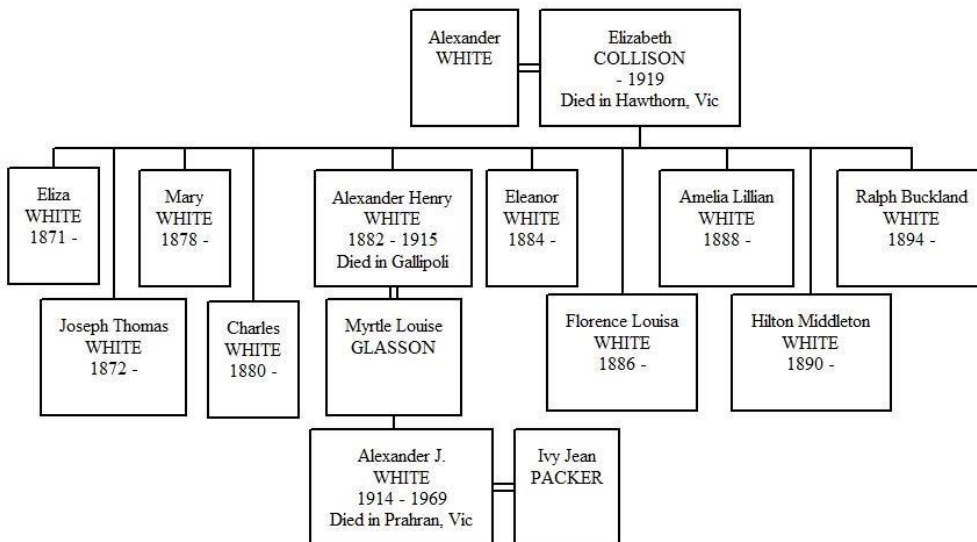 Alexander
WHITE
Elizabeth
COLLISON
- 1919
Died in Hawthorn, Vic
Eliza
WHITE
1871 -
Mary
WHITE
1878 -
Alexander Henry
WHITE
1882 - 1915
Died in Gallipoli
Eleanor
WHITE
1884 -
Amelia Lillian
WHITE
1888 -
Ralph Buckland
WHITE
1894 -
Joseph Thomas
WHITE
1872 -
Charles
WHITE
1880 -
Myrtle Louise
GLASSON
Florence Louisa
WHITE
1886 -
Hilton Middleton
WHITE
1890 -
Alexander J.
WHITE
1914 - 1969
Died in Prahran, Vic
Ivy Jean
PACKER